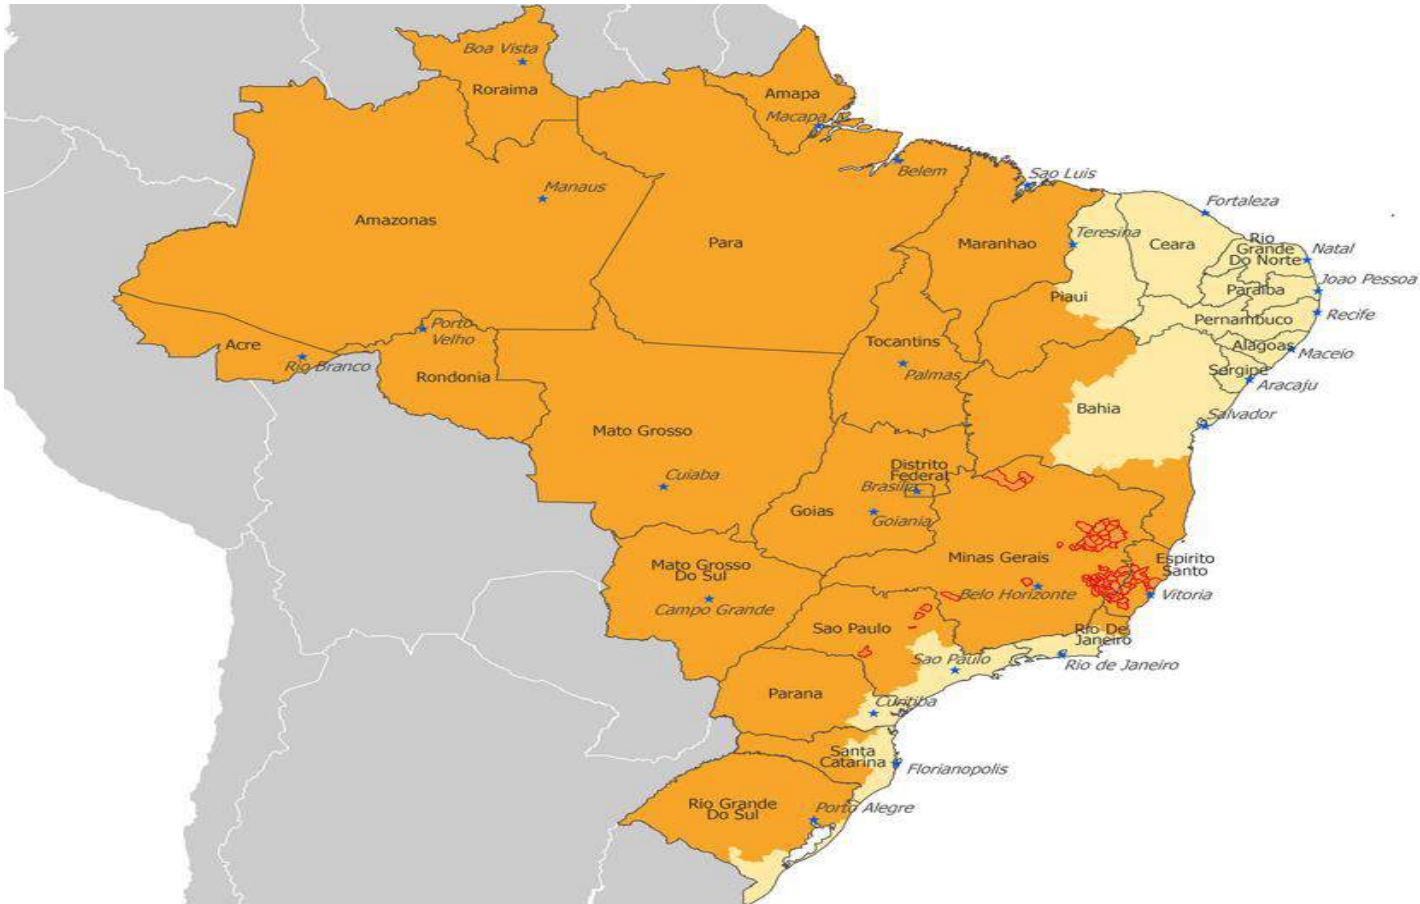 Boa Vista
Roraima
Amapa
Macapa
Belem
Sao Luis
Manaus
Amazonas
Para
Maranhao
Teresina
Ceara
Fortaleza
Rio
Grande
Do Norte
Natal
Joao Pessoa
Paraiba
Piaui
Pernambuco
Recife
Porto
Velho
Acre
Rio Branco
Rondonia
Tocantins
Palmas
Alagoas
Maceio
Sergipe
Aracaju
Bahia
Salvador
Mato Grosso
Cuiaba
Distrito
Federal
Brasilia
Goias
Goiania
Minas Gerais
Espirito
Santo
Mato Grosso
Do Sul
Campo Grande
Belo Horizonte
Vitoria
Sao Paulo
Rio De
Janeiro
Sao Paulo
Rio de Janeiro
Parana
Curitiba
Santa
Catarina
Florianopolis
Rio Grande
Do Sul
Porto Alegre